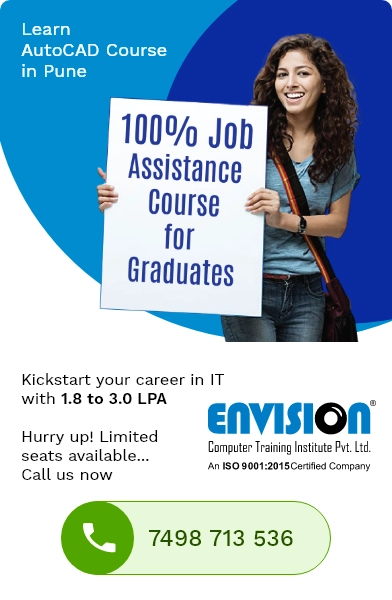 Learn
AutoCAD Course
in Pune
100% Job
Assistance
Course
for
Graduates
Kickstart your career in IT
with 1.8 to 3.0 LPA
Hurry up! Limited
seats available...
Call us now
ENVISION®
Computer Training Institute Pvt. Ltd.
An ISO 9001:2015 Certified Company
7498 713 536